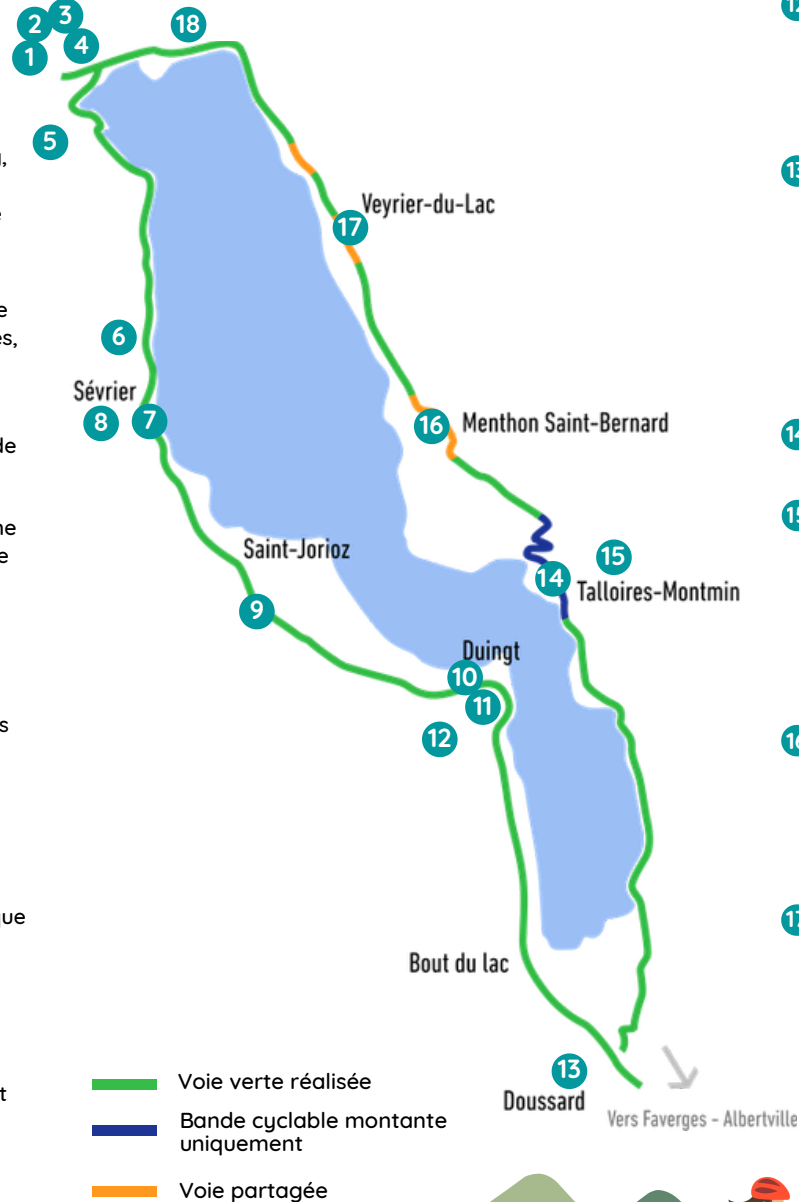 2
3
18
1
4
5
Veyrier-du-Lac
17
6
Sévrier
8
7
16
Menthon Saint-Bernard
de
Saint-Jorioz
15
14
Talloires-Montmin
9
Duingt
10
11
12
Bout du lac
13
Doussard
Vers Faverges - Albertville
Voie verte réalisée
Bande cyclable montante
uniquement
Voie partagée